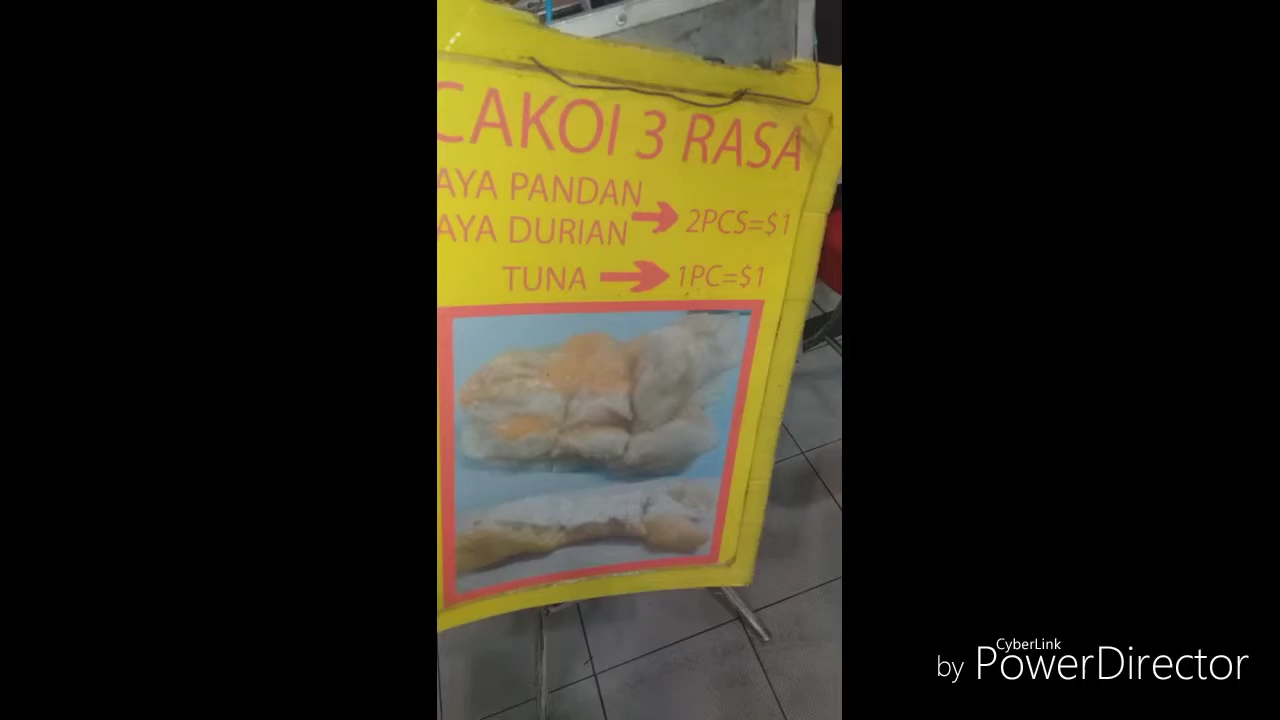 CAKOI 3 RASA
AYA PANDAN
AYA DURIAN → 2PCS=$1
TUNA → 1PC=$1
CyberLink
by PowerDirector